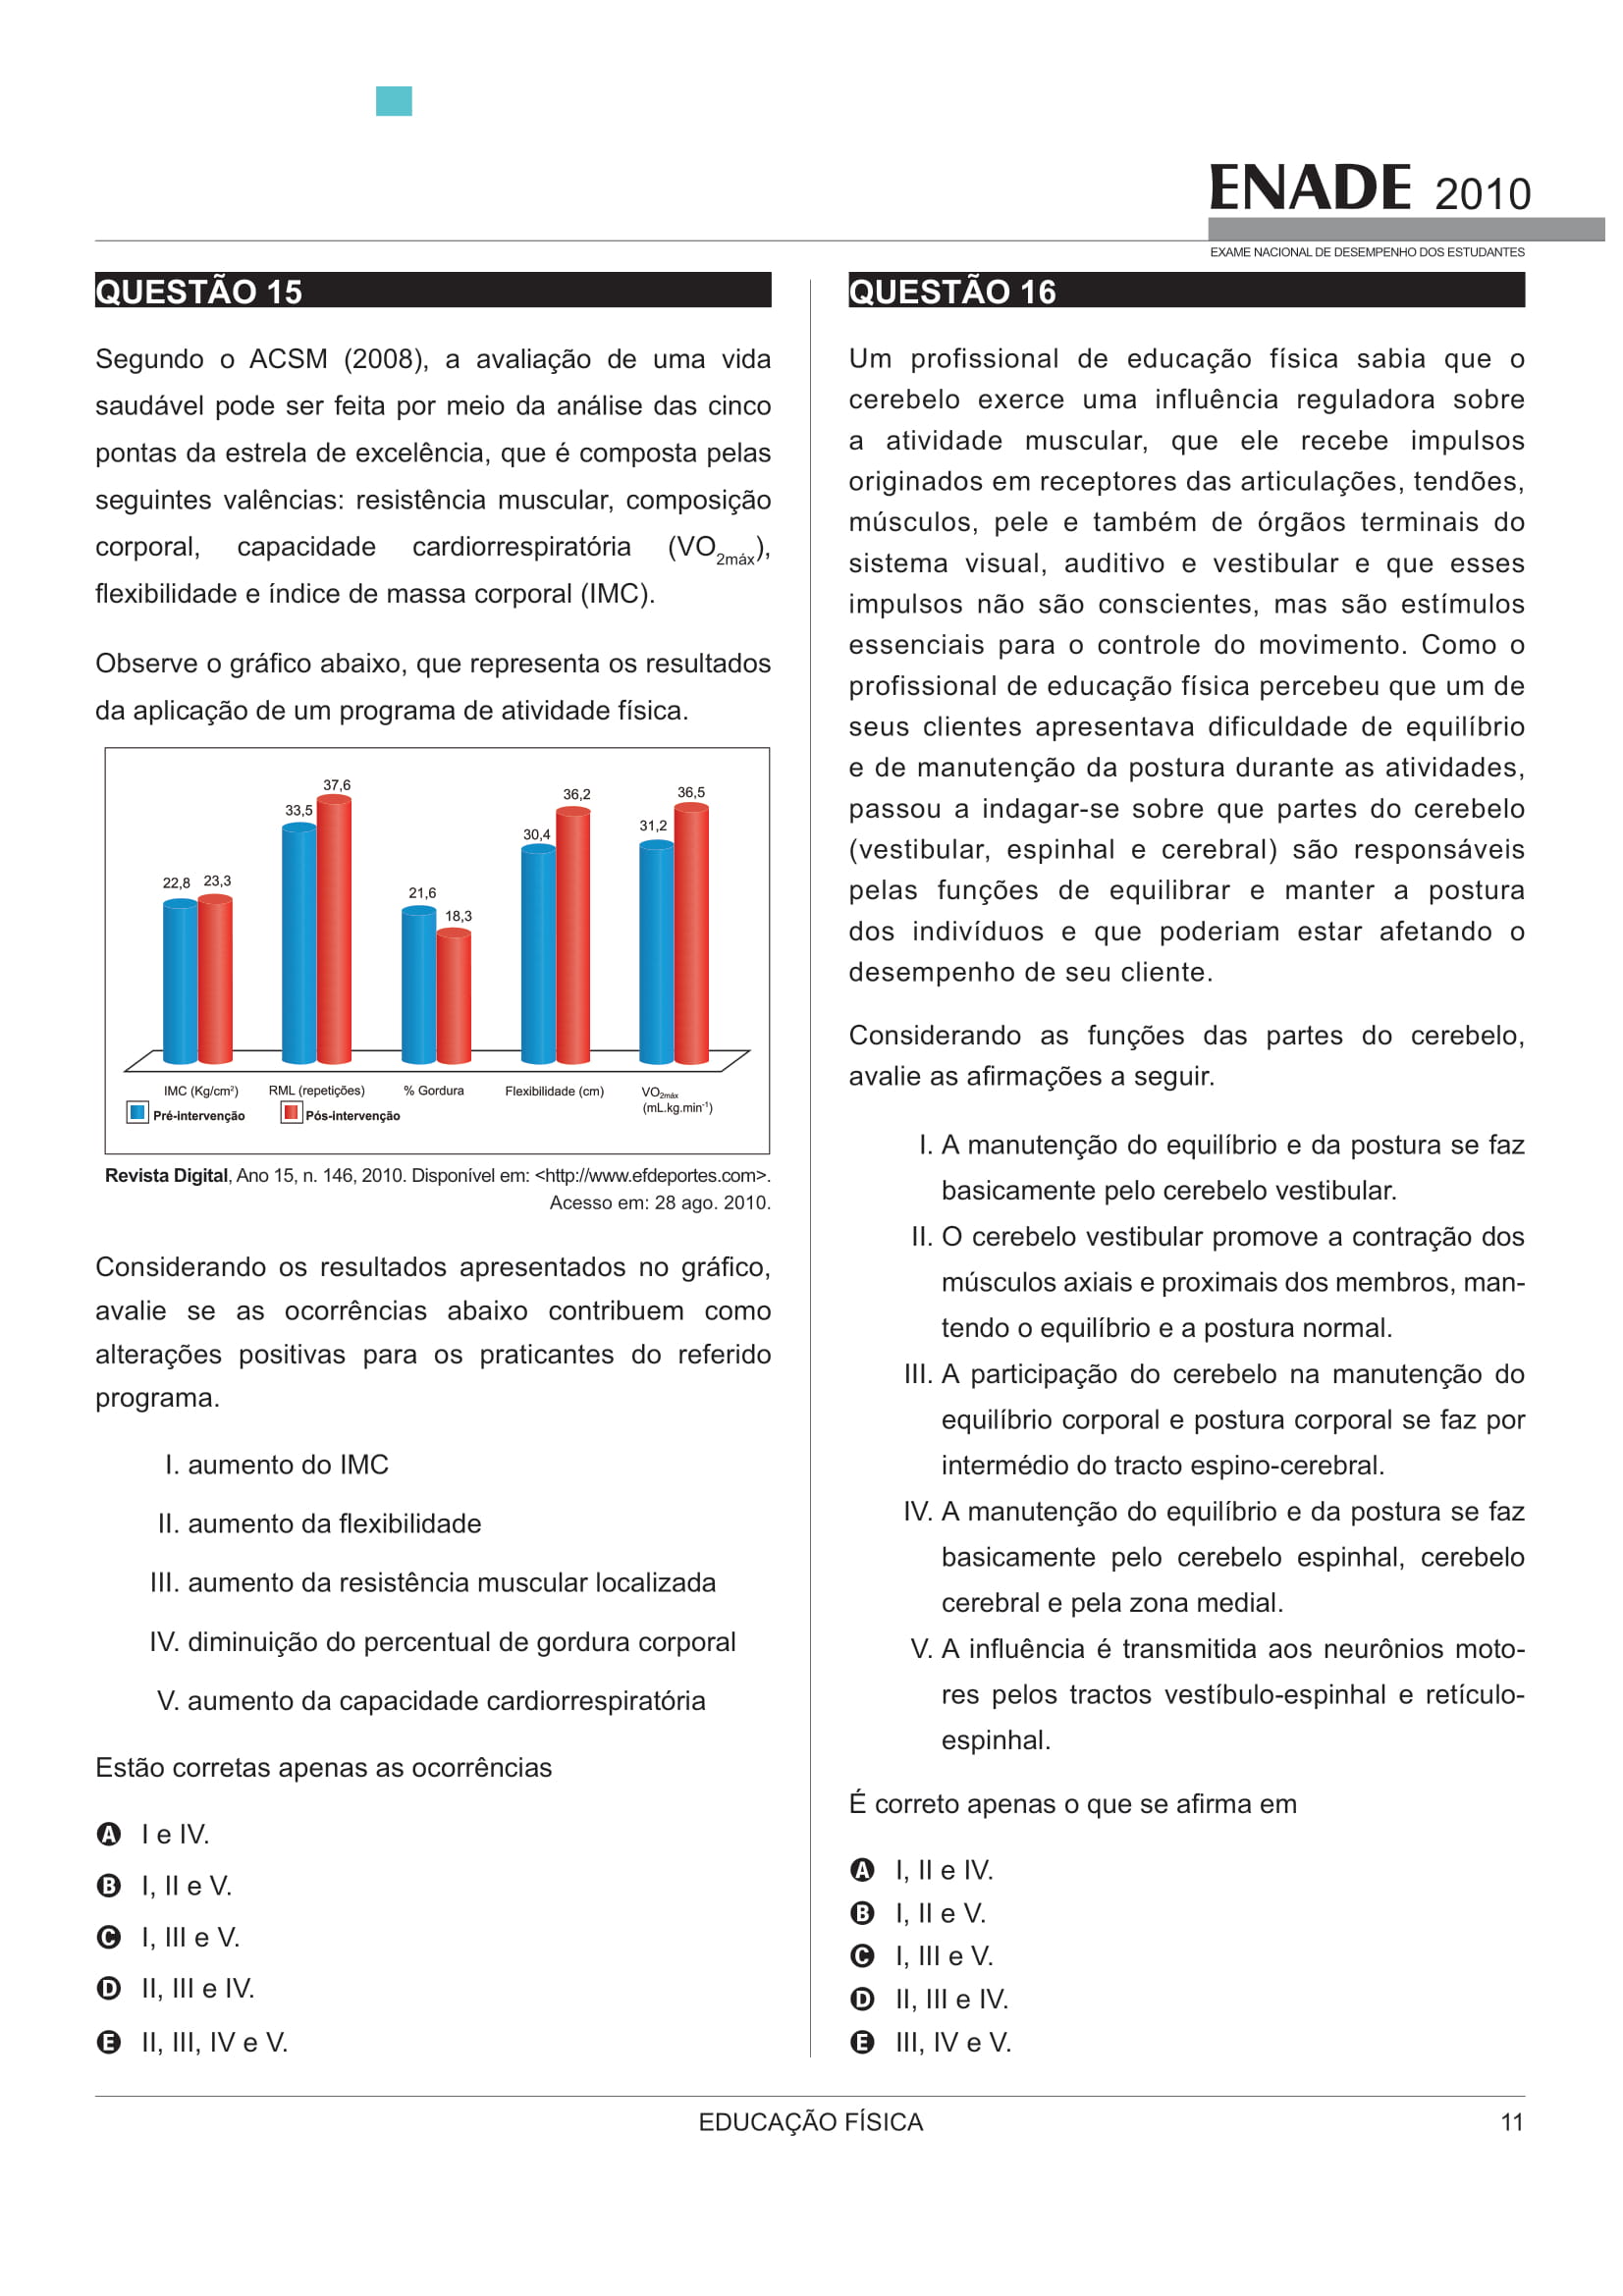 ENADE 2010
EXAME NACIONAL DE DESEMPENHO DOS ESTUDANTES
QUESTÃO 15
Segundo o ACSM (2008), a avaliação de uma vida
saudável pode ser feita por meio da análise das cinco
pontas da estrela de excelência, que é composta pelas
seguintes valências: resistência muscular, composição
corporal, capacidade cardiorrespiratória (VO2máx),
flexibilidade e índice de massa corporal (IMC).
Observe o gráfico abaixo, que representa os resultados
da aplicação de um programa de atividade física.
22,8 23,3
33,5 37,6
21,6 18,3
30,4 36,2
31,2 36,5
IMC (Kg/cm²) RML (repetições) % Gordura Flexibilidade (cm) VO2máx
(mL.kg.min⁻¹)
Pré-intervenção Pós-intervenção
Revista Digital, Ano 15, n. 146, 2010. Disponível em: <http://www.efdeportes.com>.
Acesso em: 28 ago. 2010.
Considerando os resultados apresentados no gráfico,
avalie se as ocorrências abaixo contribuem como
alterações positivas para os praticantes do referido
programa.
I. aumento do IMC
II. aumento da flexibilidade
III. aumento da resistência muscular localizada
IV. diminuição do percentual de gordura corporal
V. aumento da capacidade cardiorrespiratória
Estão corretas apenas as ocorrências
A I e IV.
B I, II e V.
C I, III e V.
D II, III e IV.
E II, III, IV e V.
QUESTÃO 16
Um profissional de educação física sabia que o
cerebelo exerce uma influência reguladora sobre
a atividade muscular, que ele recebe impulsos
originados em receptores das articulações, tendões,
músculos, pele e também de órgãos terminais do
sistema visual, auditivo e vestibular e que esses
impulsos não são conscientes, mas são estímulos
essenciais para o controle do movimento. Como o
profissional de educação física percebeu que um de
seus clientes apresentava dificuldade de equilíbrio
e de manutenção da postura durante as atividades,
passou a indagar-se sobre que partes do cerebelo
(vestibular, espinhal e cerebral) são responsáveis
pelas funções de equilibrar e manter a postura
dos indivíduos e que poderiam estar afetando o
desempenho de seu cliente.
Considerando as funções das partes do cerebelo,
avalie as afirmações a seguir.
I. A manutenção do equilíbrio e da postura se faz
basicamente pelo cerebelo vestibular.
II. O cerebelo vestibular promove a contração dos
músculos axiais e proximais dos membros, man-
tendo o equilíbrio e a postura normal.
III. A participação do cerebelo na manutenção do
equilíbrio corporal e postura corporal se faz por
intermédio do tracto espino-cerebral.
IV. A manutenção do equilíbrio e da postura se faz
basicamente pelo cerebelo espinhal, cerebelo
cerebral e pela zona medial.
V. A influência é transmitida aos neurônios moto-
res pelos tractos vestíbulo-espinhal e retículo-
espinhal.
É correto apenas o que se afirma em
A I, II e IV.
B I, II e V.
C I, III e V.
D II, III e IV.
E III, IV e V.
EDUCAÇÃO FÍSICA
11